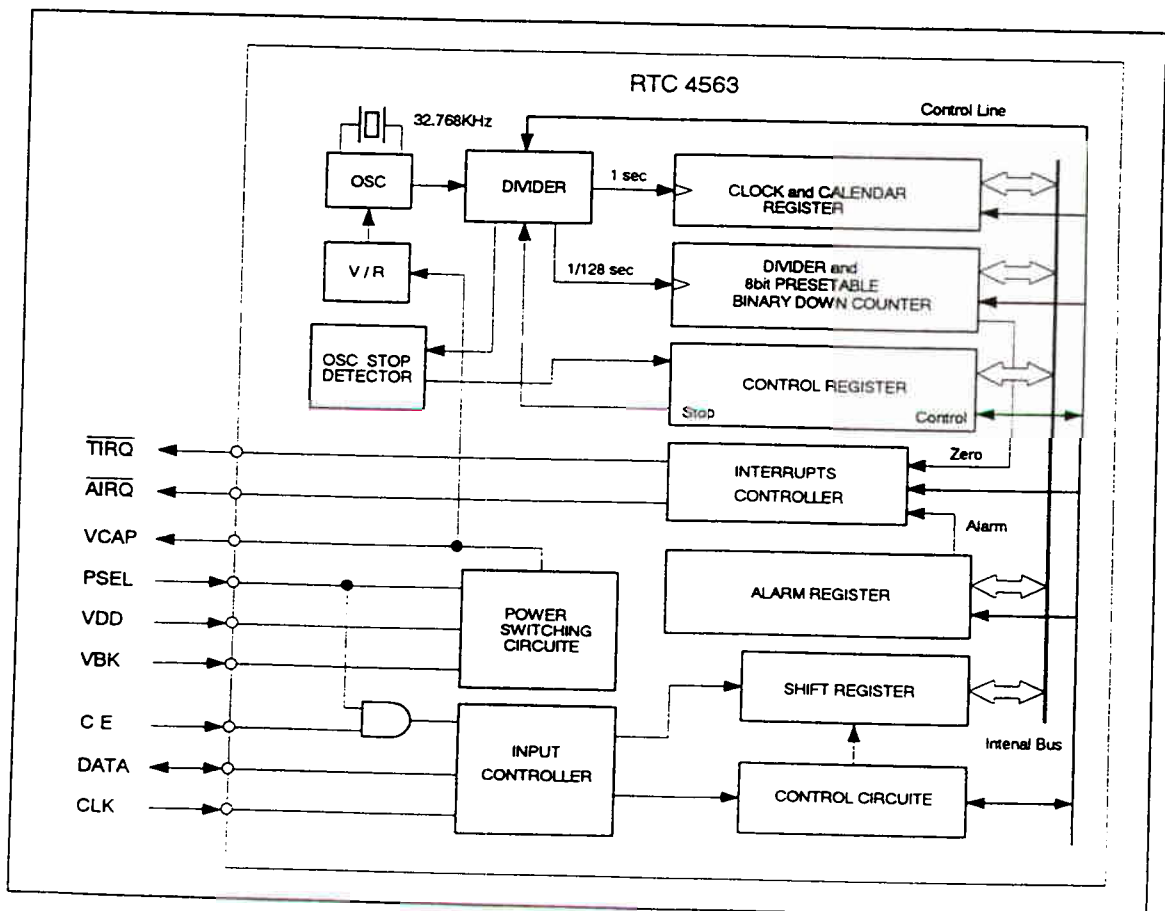 RTC 4563
32.768KHz
Control Line
OSC
DIVIDER
1 sec
CLOCK and CALENDAR
REGISTER
V / R
1/128 sec
DIVIDER and
8bit PRESETABLE
BINARY DOWN COUNTER
OSC STOP
DETECTOR
CONTROL REGISTER
Stop
Control
TIRQ
Zero
INTERRUPTS
CONTROLLER
AIRQ
Alarm
VCAP
PSEL
POWER
SWITCHING
CIRCUITE
ALARM REGISTER
VDD
VBK
SHIFT REGISTER
C E
INPUT
CONTROLLER
Intenal Bus
DATA
CONTROL CIRCUITE
CLK